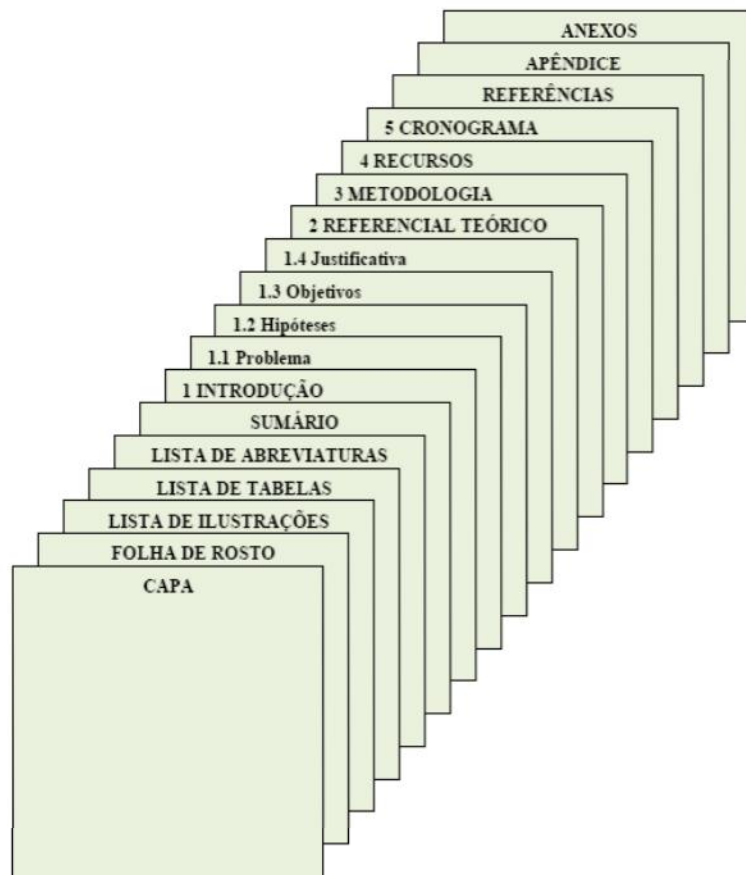 ANEXOS
APÊNDICE
REFERÊNCIAS
5 CRONOGRAMA
4 RECURSOS
3 METODOLOGIA
2 REFERENCIAL TEÓRICO
1.4 Justificativa
1.3 Objetivos
1.2 Hipóteses
1.1 Problema
1 INTRODUÇÃO
SUMÁRIO
LISTA DE ABREVIATURAS
LISTA DE TABELAS
LISTA DE ILUSTRAÇÕES
FOLHA DE ROSTO
CAPA